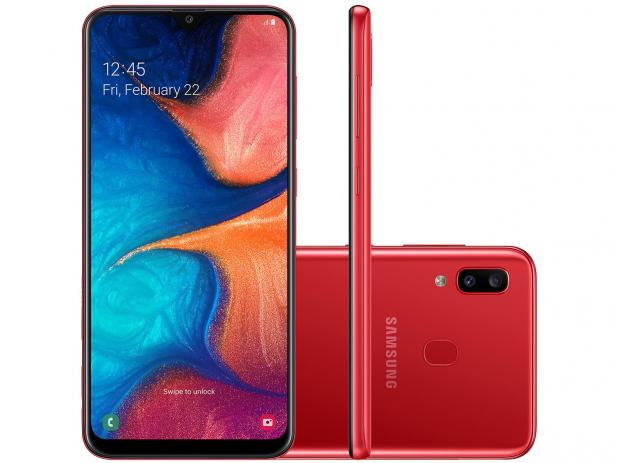 12:45
Fri, February 22
Swipe to unlock
SAMSUNG